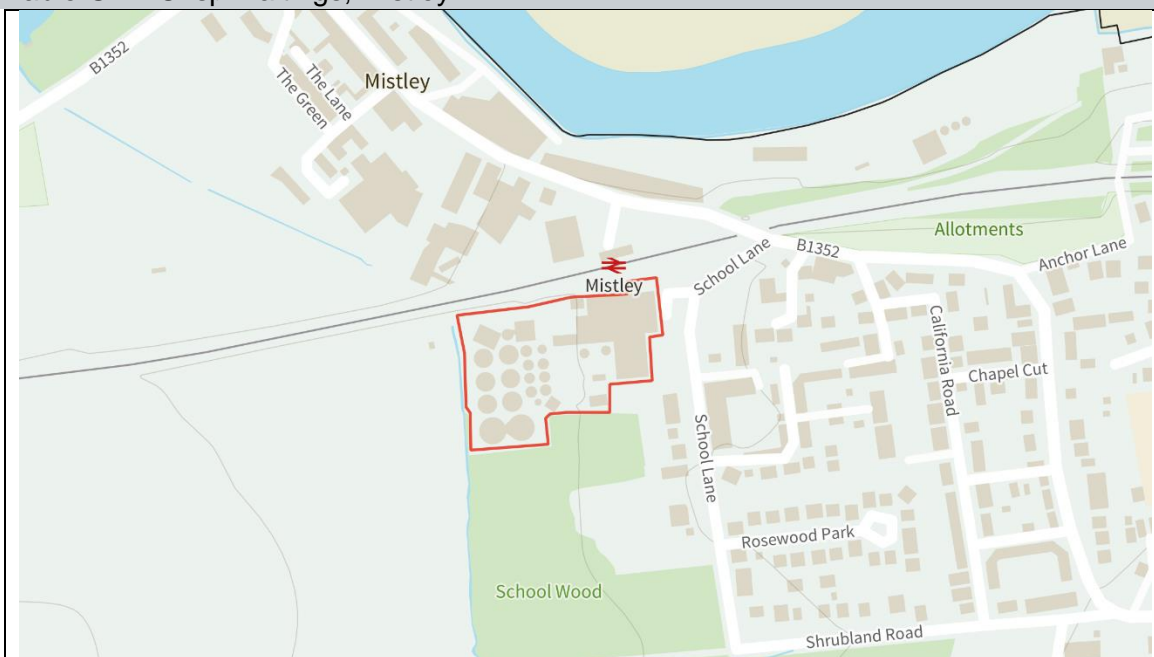 B1352
Mistley
The Lane
The Green
Allotments
Anchor Lane
B1352
School Lane
Mistley
California Road
Chapel Cut
School Lane
Rosewood Park
School Wood
Shrubland Road